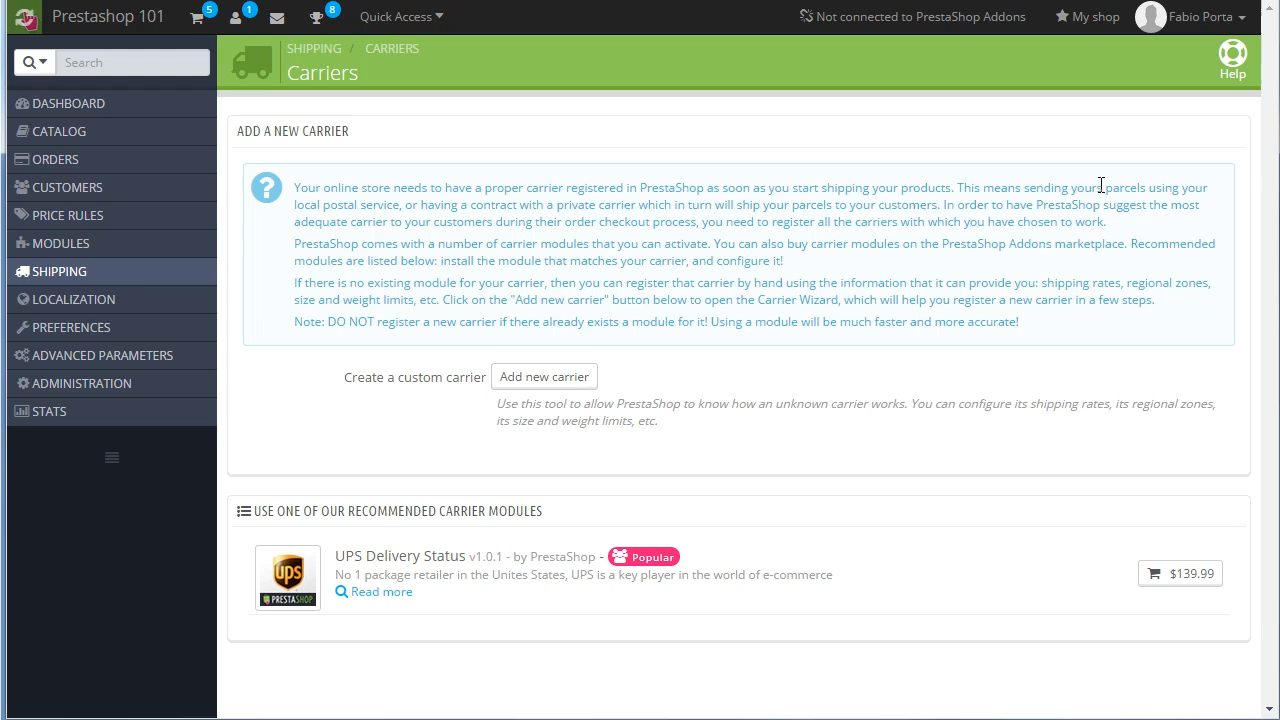 Prestashop 101 5 1 8 Quick Access Not connected to PrestaShop Addons My shop Fabio Porta
Search
DASHBOARD
CATALOG
ORDERS
CUSTOMERS
PRICE RULES
MODULES
SHIPPING
LOCALIZATION
PREFERENCES
ADVANCED PARAMETERS
ADMINISTRATION
STATS
SHIPPING / CARRIERS
Carriers
Help
ADD A NEW CARRIER
Your online store needs to have a proper carrier registered in PrestaShop as soon as you start shipping your products. This means sending yours parcels using your
local postal service, or having a contract with a private carrier which in turn will ship your parcels to your customers. In order to have PrestaShop suggest the most
adequate carrier to your customers during their order checkout process, you need to register all the carriers with which you have chosen to work.
PrestaShop comes with a number of carrier modules that you can activate. You can also buy carrier modules on the PrestaShop Addons marketplace. Recommended
modules are listed below: install the module that matches your carrier, and configure it!
If there is no existing module for your carrier, then you can register that carrier by hand using the information that it can provide you: shipping rates, regional zones,
size and weight limits, etc. Click on the "Add new carrier" button below to open the Carrier Wizard, which will help you register a new carrier in a few steps.
Note: DO NOT register a new carrier if there already exists a module for it! Using a module will be much faster and more accurate!
Create a custom carrier Add new carrier
Use this tool to allow PrestaShop to know how an unknown carrier works. You can configure its shipping rates, its regional zones,
its size and weight limits, etc.
USE ONE OF OUR RECOMMENDED CARRIER MODULES
ups
PRESTASHOP
UPS Delivery Status v1.0.1 - by PrestaShop - Popular
No 1 package retailer in the Unites States, UPS is a key player in the world of e-commerce
Read more
$139.99